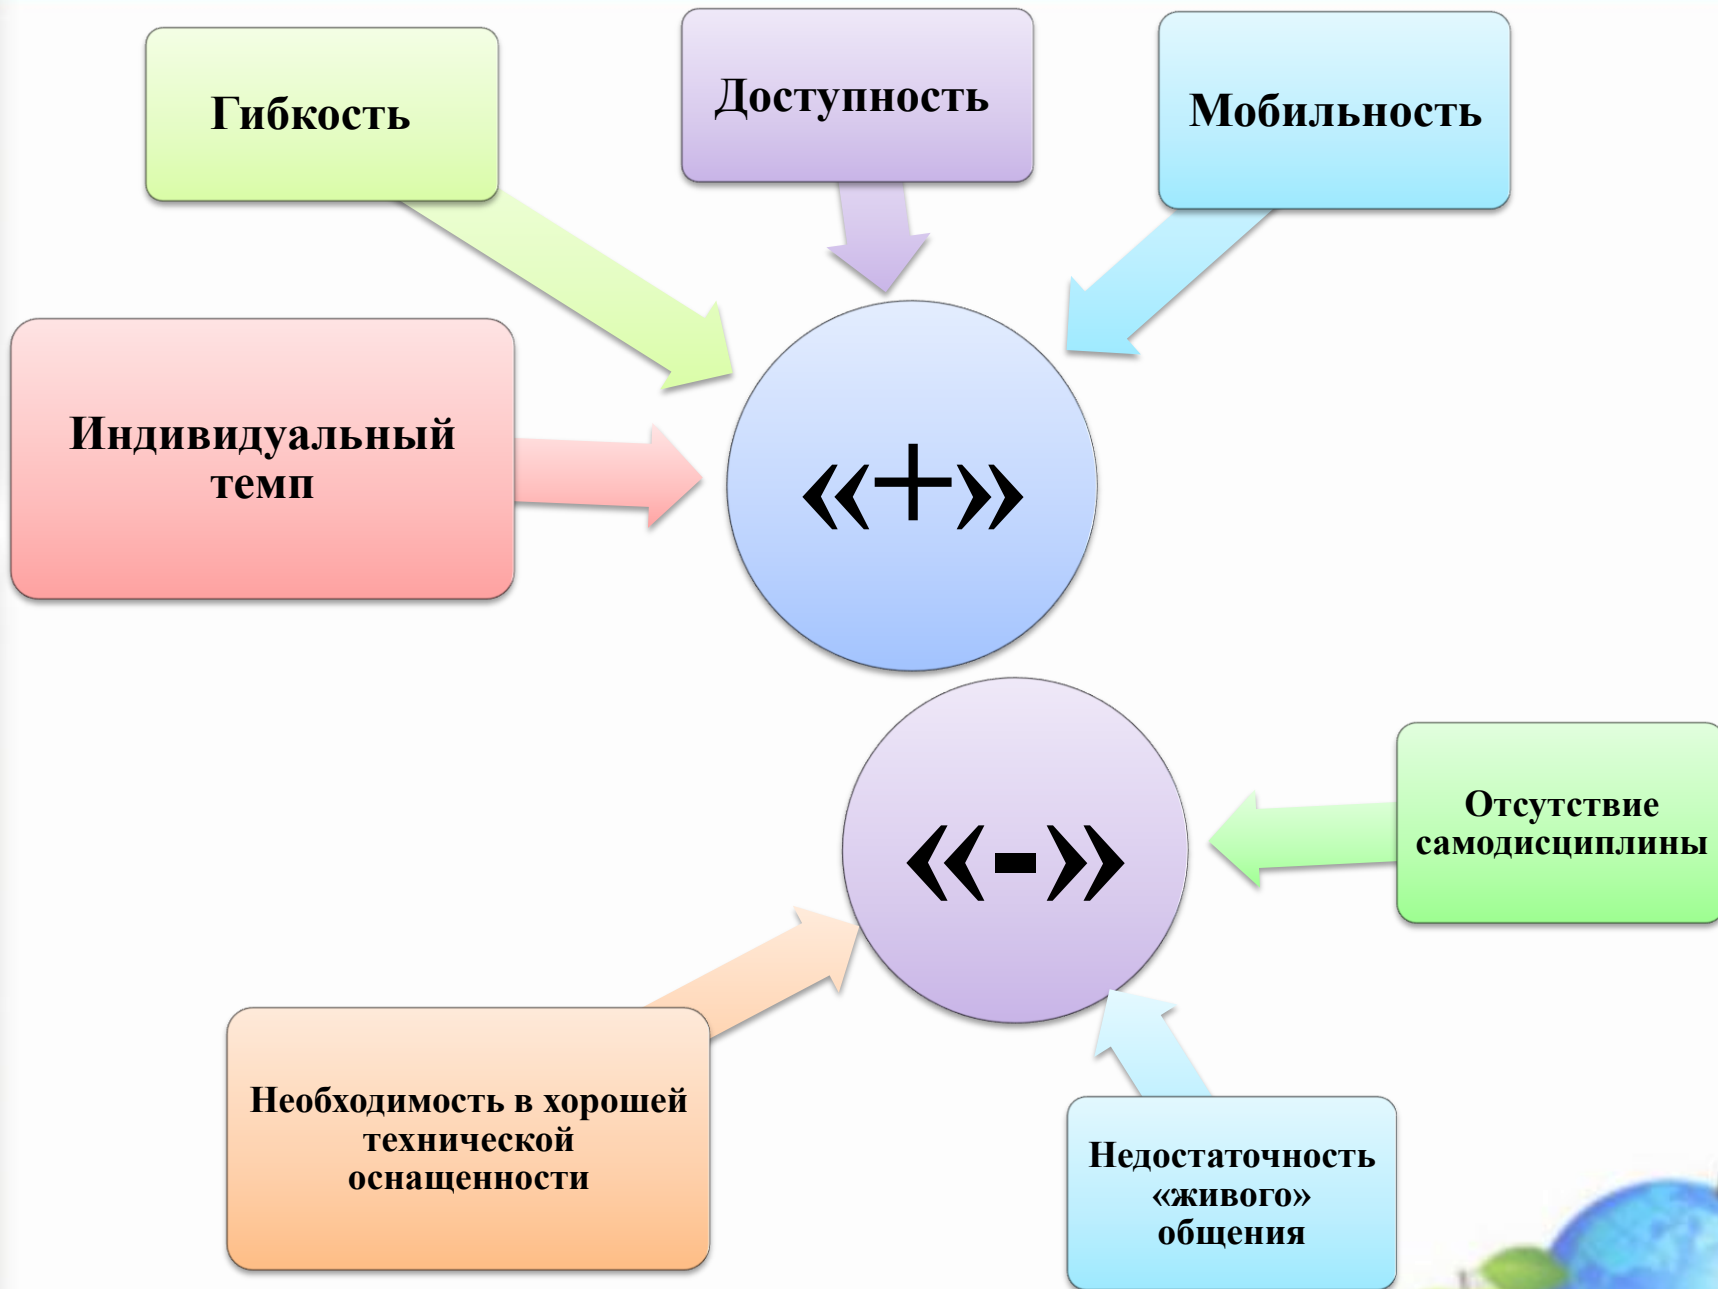 Гибкость
Доступность
Мобильность
Индивидуальный
темп
«+»
«-»
Отсутствие
самодисциплины
Необходимость в хорошей
технической
оснащенности
Недостаточность
«живого»
общения